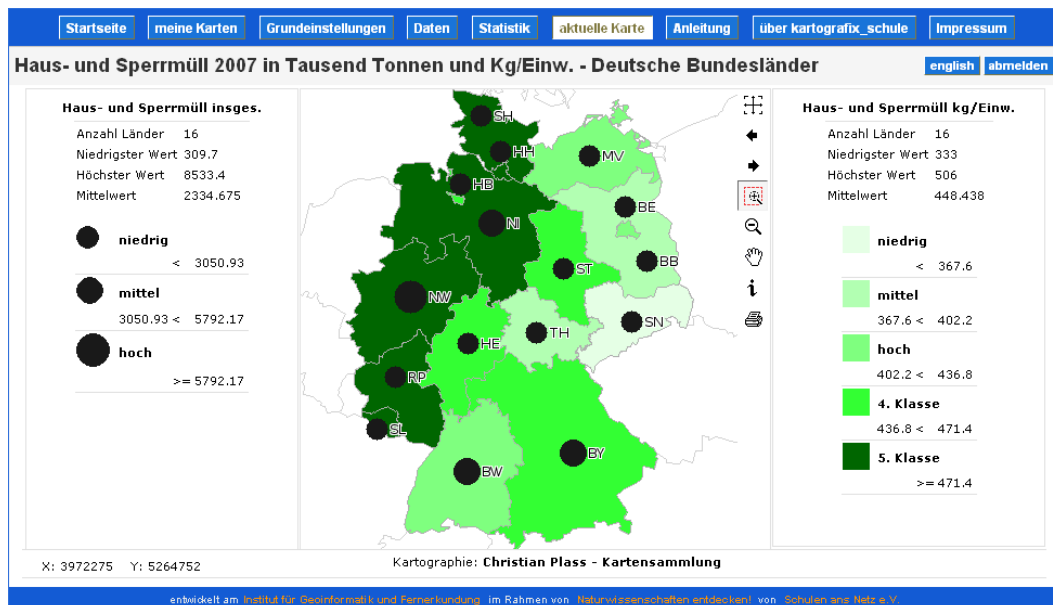 Startseite meine Karten Grundeinstellungen Daten Statistik aktuelle Karte Anleitung über kartografix_schule Impressum
Haus- und Sperrmüll 2007 in Tausend Tonnen und Kg/Einw. - Deutsche Bundesländer
english abmelden
Haus- und Sperrmüll insges.
Anzahl Länder 16
Niedrigster Wert 309.7
Höchster Wert 8533.4
Mittelwert 2334.675
niedrig
< 3050.93
mittel
3050.93 < 5792.17
hoch
>= 5792.17
SH
HH
MV
HB
BE
NI
BB
ST
NW
SN
TH
HE
RP
SL
BY
BW
i
Haus- und Sperrmüll kg/Einw.
Anzahl Länder 16
Niedrigster Wert 333
Höchster Wert 506
Mittelwert 448.438
niedrig
< 367.6
mittel
367.6 < 402.2
hoch
402.2 < 436.8
4. Klasse
436.8 < 471.4
5. Klasse
>= 471.4
X: 3972275 Y: 5264752
Kartographie: Christian Plass - Kartensammlung
entwickelt am Institut für Geoinformatik und Fernerkundung im Rahmen von Naturwissenschaften entdecken! von Schulen ans Netz e.V.